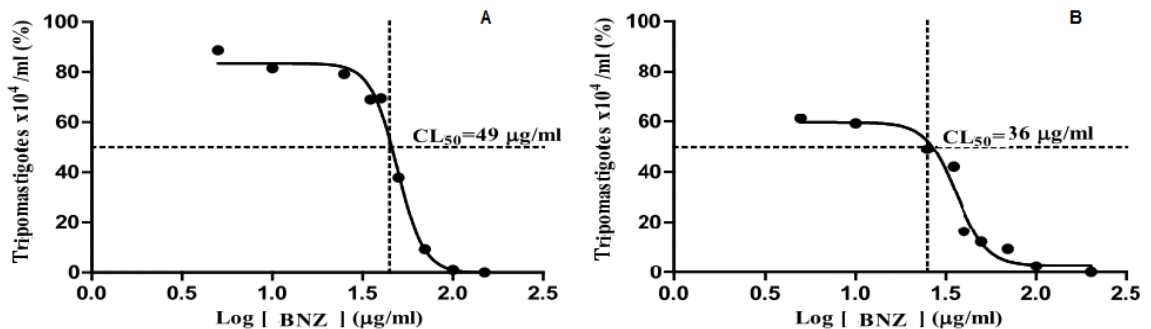 A
Tripomastigotes x10⁴ /ml (%)
100
80
60
40
20
0
CL₅₀=49 µg/ml
0.0 0.5 1.0 1.5 2.0 2.5
Log [ BNZ ] (µg/ml)
B
Tripomastigotes x10⁴ /ml (%)
100
80
60
40
20
0
CL₅₀= 36 µg/ml
0.0 0.5 1.0 1.5 2.0 2.5
Log [ BNZ ] (µg/ml)